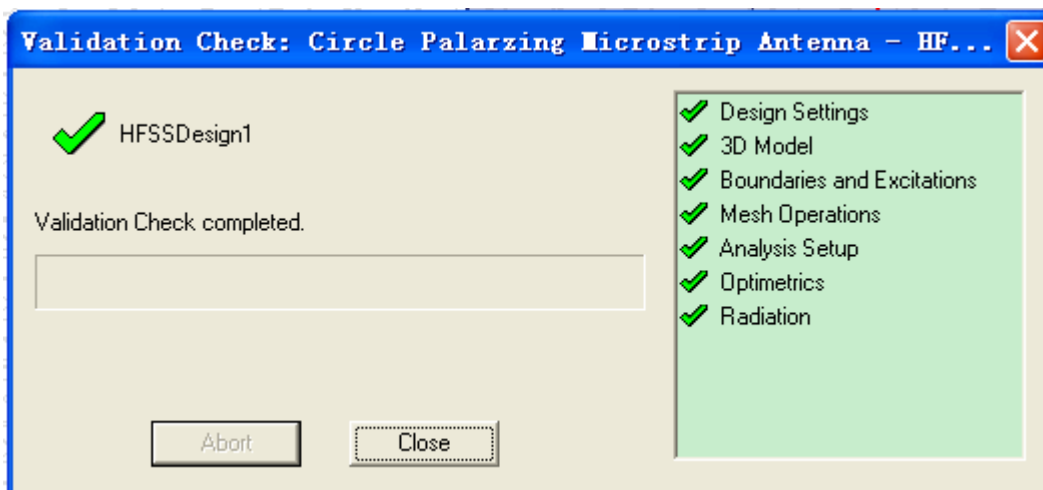 Validation Check: Circle Palarzing Microstrip Antenna - HF...
HFSSDesign1
Validation Check completed.
Abort
Close
Design Settings
3D Model
Boundaries and Excitations
Mesh Operations
Analysis Setup
Optimetrics
Radiation